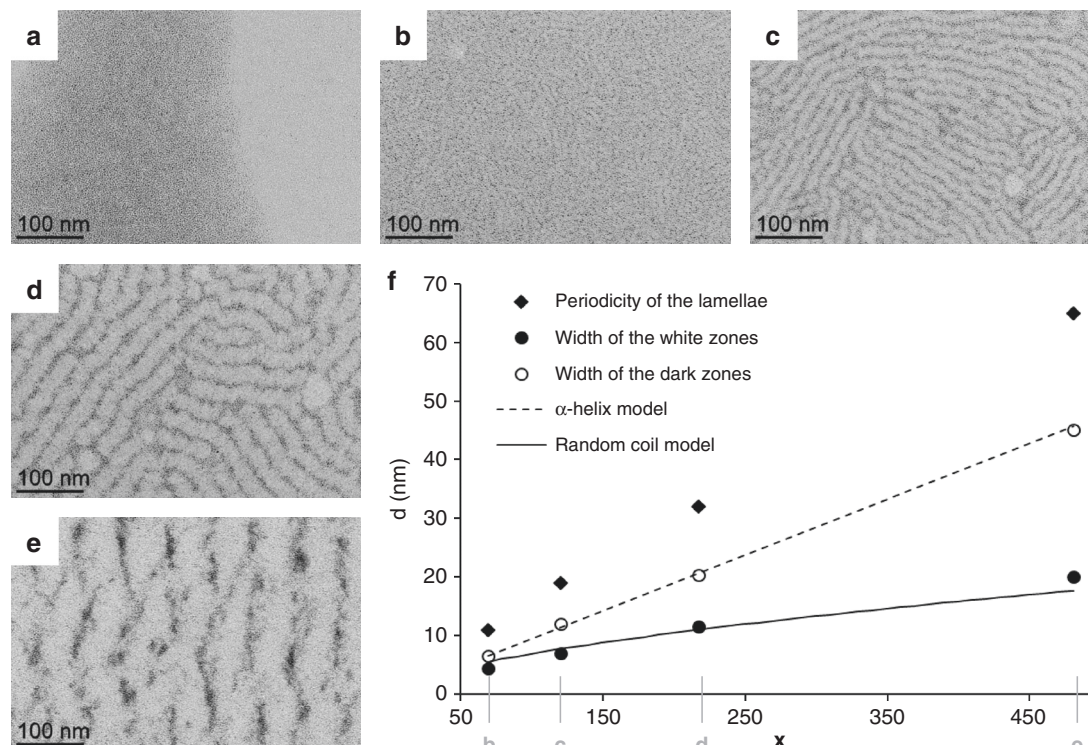 a
100 nm
b
100 nm
c
100 nm
d
100 nm
e
100 nm
f
d (nm)
70
60
50
40
30
20
10
0
Periodicity of the lamellae
Width of the white zones
Width of the dark zones
α-helix model
Random coil model
50
150
250
350
450
b
c
d
x
e